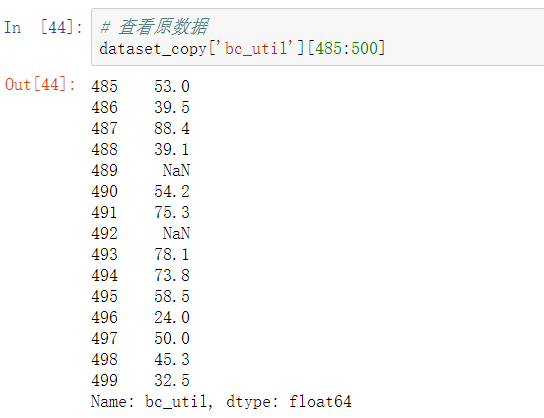 In [44]: # 查看原数据
dataset_copy['bc_util'][485:500]
Out[44]: 485 53.0
486 39.5
487 88.4
488 39.1
489 NaN
490 54.2
491 75.3
492 NaN
493 78.1
494 73.8
495 58.5
496 24.0
497 50.0
498 45.3
499 32.5
Name: bc_util, dtype: float64